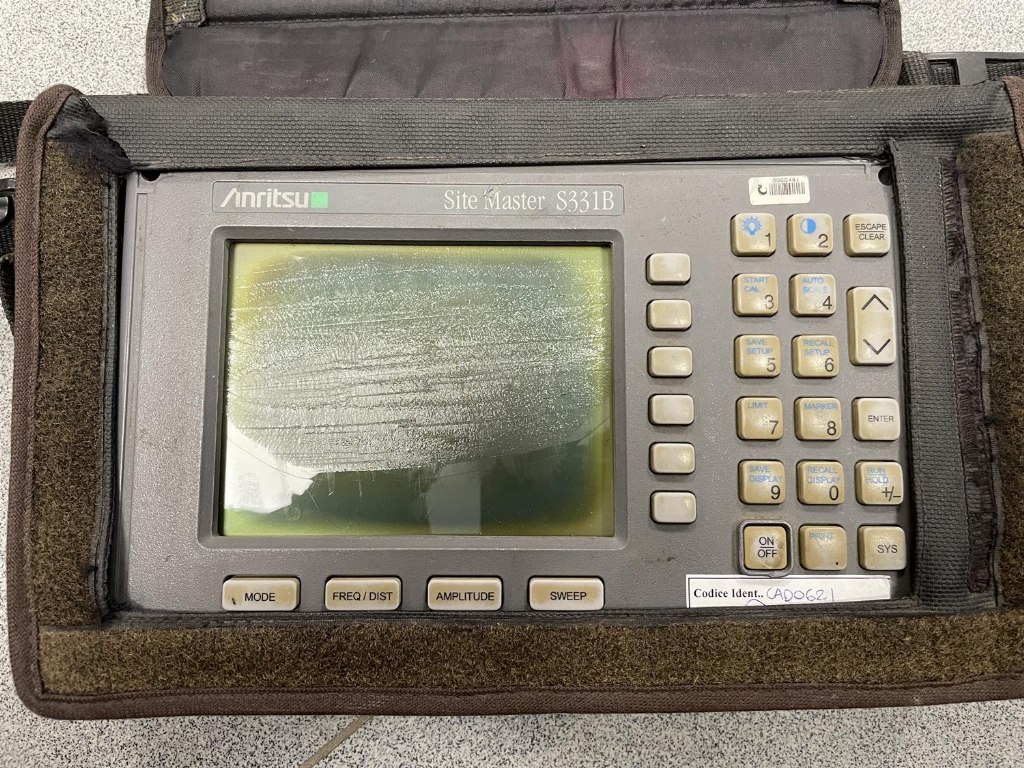 Anritsu
Site Master S331B
1
2
ESCAPE
CLEAR
START
CAL
3
AUTO
SCALE
4
SAVE
SETUP
5
RECALL
SETUP
6
LIMIT
7
MARKER
8
ENTER
SAVE
DISPLAY
9
RECALL
DISPLAY
0
RUN
HOLD
+/-
ON
OFF
PRINT
SYS
MODE
FREQ / DIST
AMPLITUDE
SWEEP
Codice Ident.. CAD0621